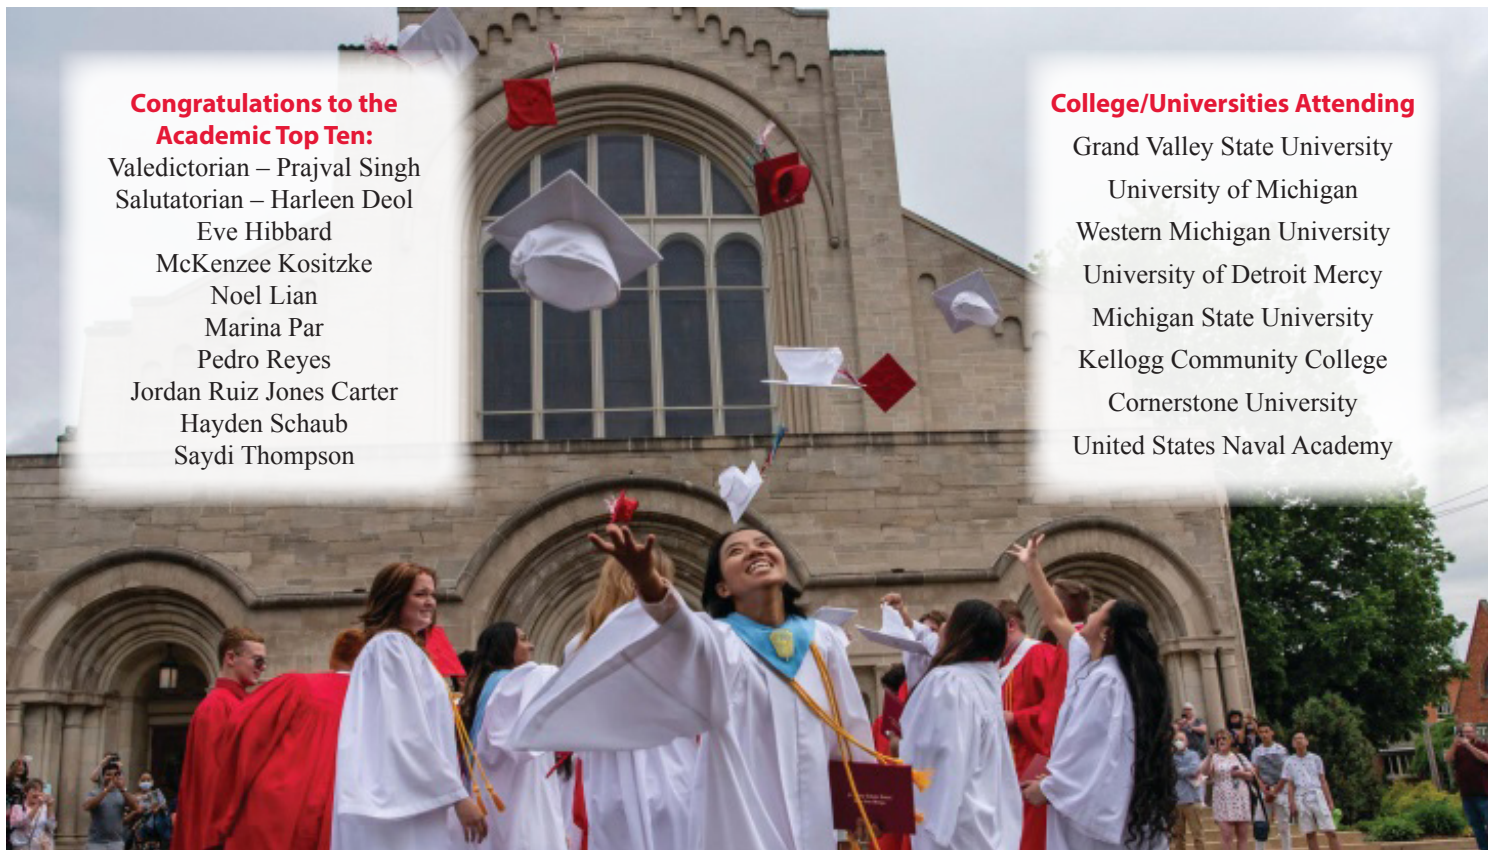 Congratulations to the
Academic Top Ten:
Valedictorian – Prajval Singh
Salutatorian – Harleen Deol
Eve Hibbard
McKenzee Kositzke
Noel Lian
Marina Par
Pedro Reyes
Jordan Ruiz Jones Carter
Hayden Schaub
Saydi Thompson
College/Universities Attending
Grand Valley State University
University of Michigan
Western Michigan University
University of Detroit Mercy
Michigan State University
Kellogg Community College
Cornerstone University
United States Naval Academy